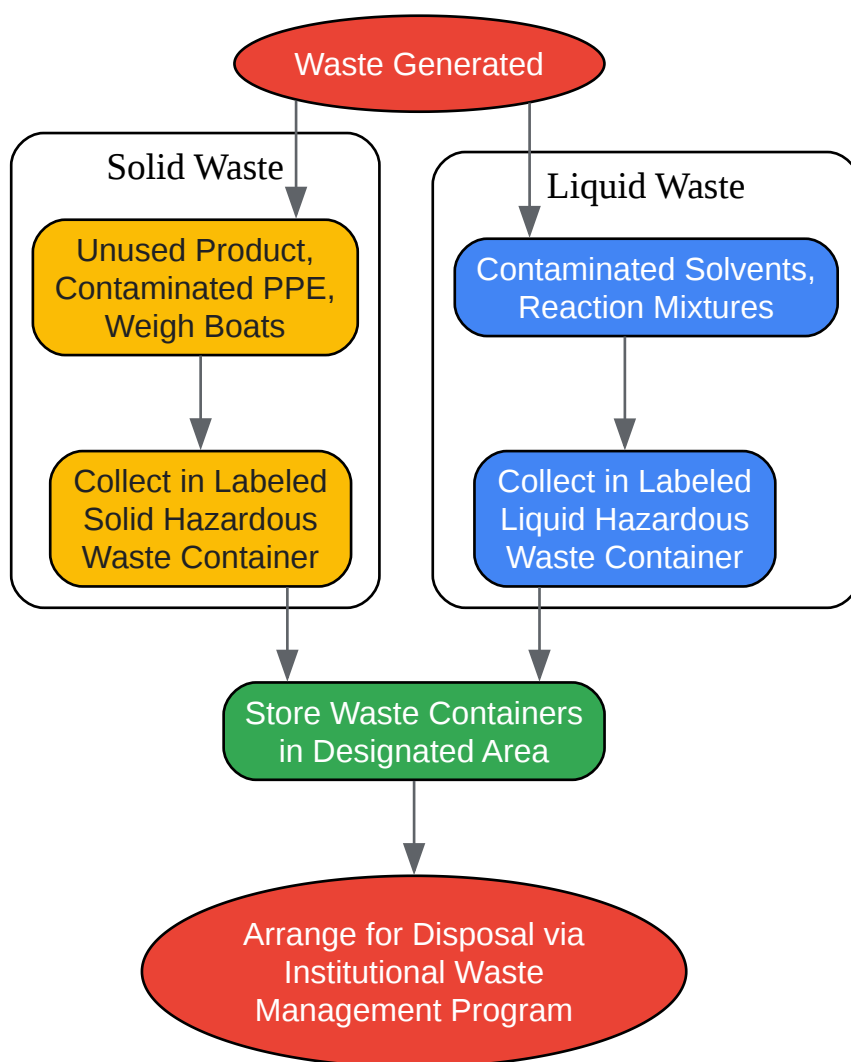 Waste Generated
Solid Waste
Unused Product,
Contaminated PPE,
Weigh Boats
Collect in Labeled
Solid Hazardous
Waste Container
Liquid Waste
Contaminated Solvents,
Reaction Mixtures
Collect in Labeled
Liquid Hazardous
Waste Container
Store Waste Containers
in Designated Area
Arrange for Disposal via
Institutional Waste
Management Program